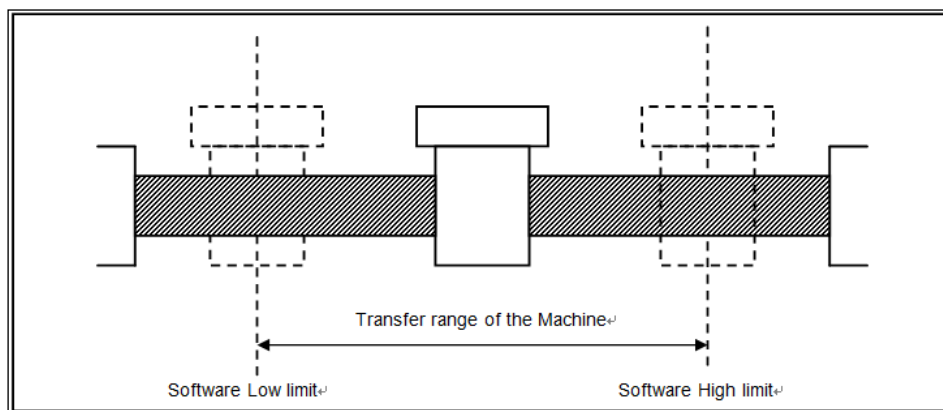 Transfer range of the Machine↵
Software Low limit↵
Software High limit↵